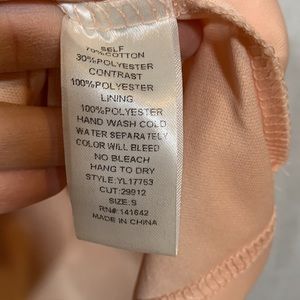 SELF
70%COTTON
30%POLYESTER
CONTRAST
100%POLYESTER
LINING
100%POLYESTER
HAND WASH COLD
WATER SEPARATELY
COLOR WILL BLEED
NO BLEACH
HANG TO DRY
STYLE:YL17763
CUT:29912
SIZE:S
RN#:141642
MADE IN CHINA